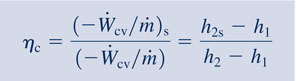 η_c = (−Ẇ_cv/ṁ)_s / (−Ẇ_cv/ṁ) = (h_2s − h_1) / (h_2 − h_1)